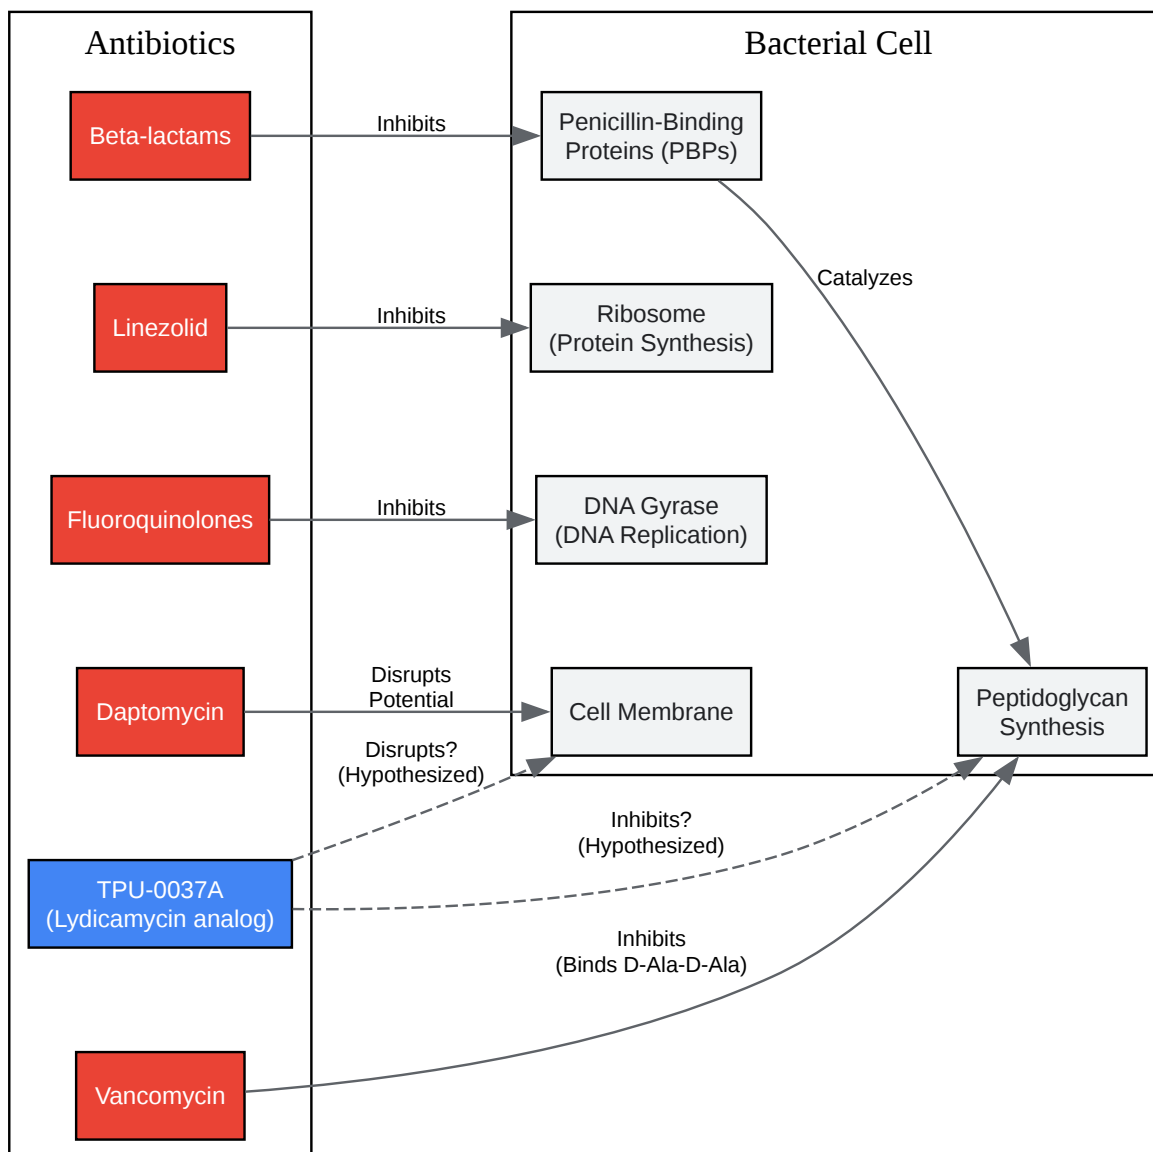 Antibiotics
Bacterial Cell
Beta-lactams
Inhibits
Penicillin-Binding
Proteins (PBPs)
Catalyzes
Linezolid
Inhibits
Ribosome
(Protein Synthesis)
Fluoroquinolones
Inhibits
DNA Gyrase
(DNA Replication)
Daptomycin
Disrupts
Potential
Cell Membrane
Peptidoglycan
Synthesis
Disrupts?
(Hypothesized)
Inhibits?
(Hypothesized)
TPU-0037A
(Lydicamycin analog)
Inhibits
(Binds D-Ala-D-Ala)
Vancomycin